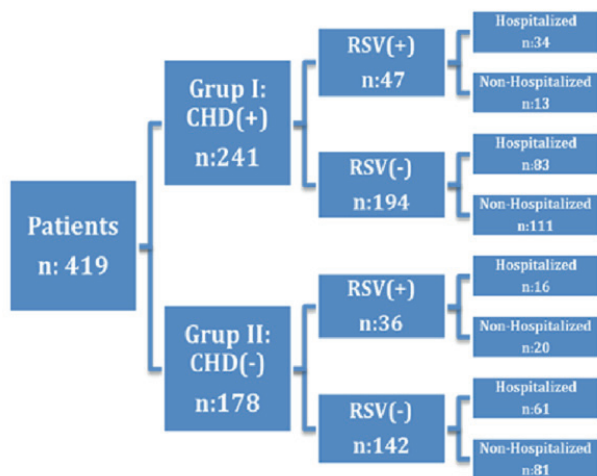 Patients
n: 419
Grup I:
CHD(+)
n:241
RSV(+)
n:47
Hospitalized
n:34
Non-Hospitalized
n:13
RSV(-)
n:194
Hospitalized
n:83
Non-Hospitalized
n:111
Grup II:
CHD(-)
n:178
RSV(+)
n:36
Hospitalized
n:16
Non-Hospitalized
n:20
RSV(-)
n:142
Hospitalized
n:61
Non-Hospitalized
n:81